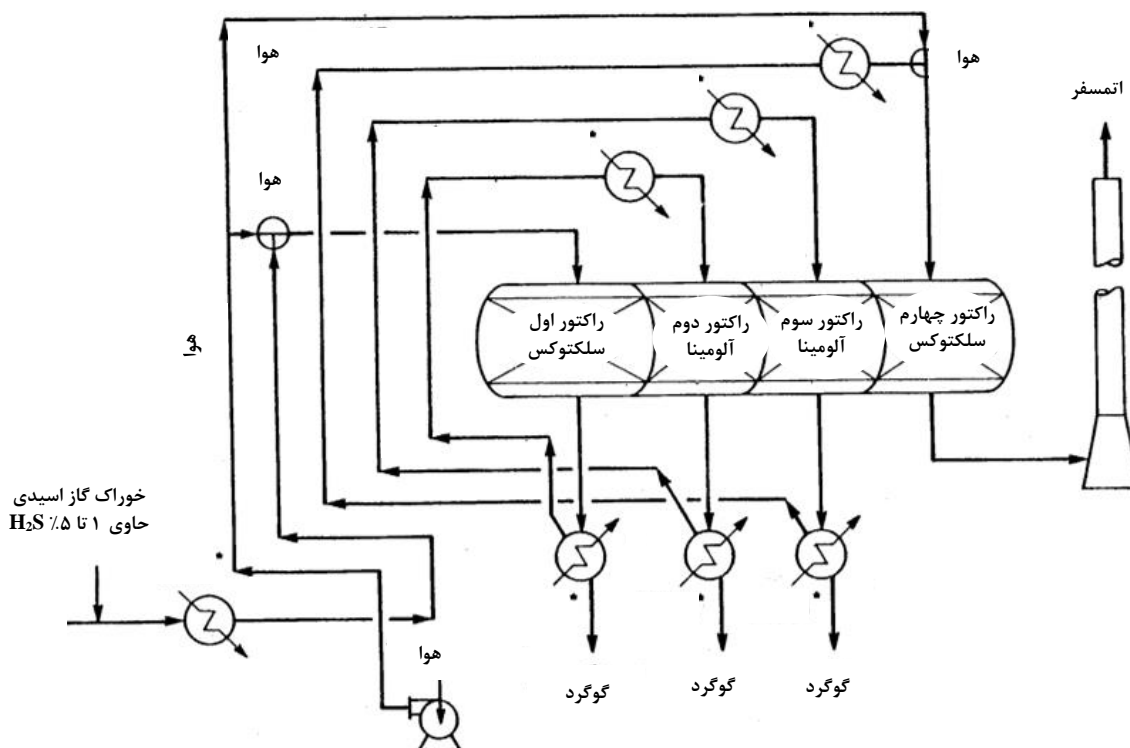 هوا
هوا
اتمسفر
هوا
هوا
راکتور اول
سلکتوکس
راکتور دوم
آلومینا
راکتور سوم
آلومینا
راکتور چهارم
سلکتوکس
خوراک گاز اسیدی
حاوی ۱ تا ۵٪ H₂S
هوا
گوگرد
گوگرد
گوگرد